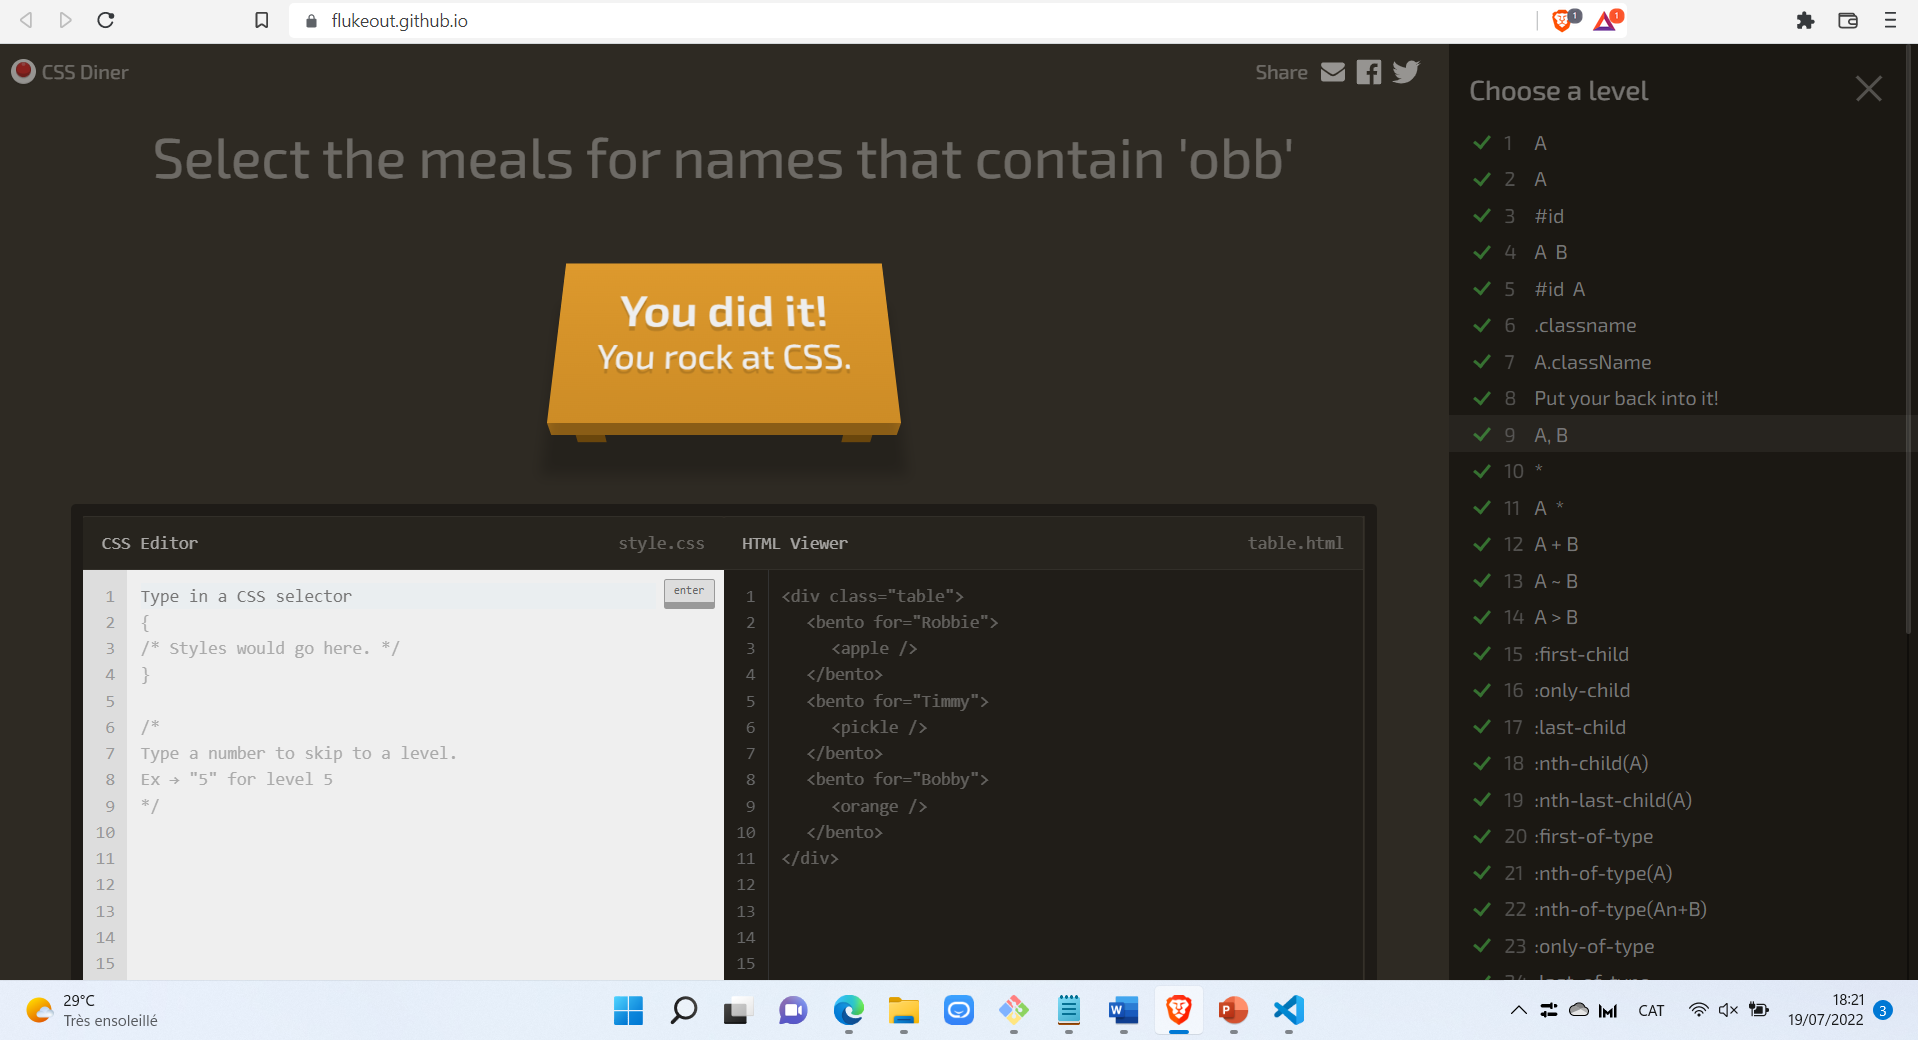 flukeout.github.io
1
1
CSS Diner
Share
Select the meals for names that contain 'obb'
You did it!
You rock at CSS.
CSS Editor
style.css
HTML Viewer
table.html
enter
1 Type in a CSS selector
2 {
3 /* Styles would go here. */
4 }
5
6 /*
7 Type a number to skip to a level.
8 Ex → "5" for level 5
9 */
10
11
12
13
14
15
1 <div class="table">
2 <bento for="Robbie">
3 <apple />
4 </bento>
5 <bento for="Timmy">
6 <pickle />
7 </bento>
8 <bento for="Bobby">
9 <orange />
10 </bento>
11 </div>
12
13
14
15
Choose a level
1 A
2 A
3 #id
4 A B
5 #id A
6 .classname
7 A.className
8 Put your back into it!
9 A, B
10 *
11 A *
12 A + B
13 A ~ B
14 A > B
15 :first-child
16 :only-child
17 :last-child
18 :nth-child(A)
19 :nth-last-child(A)
20 :first-of-type
21 :nth-of-type(A)
22 :nth-of-type(An+B)
23 :only-of-type
24 :last-of-type
29°C
Très ensoleillé
W
P
CAT
18:21
19/07/2022
3